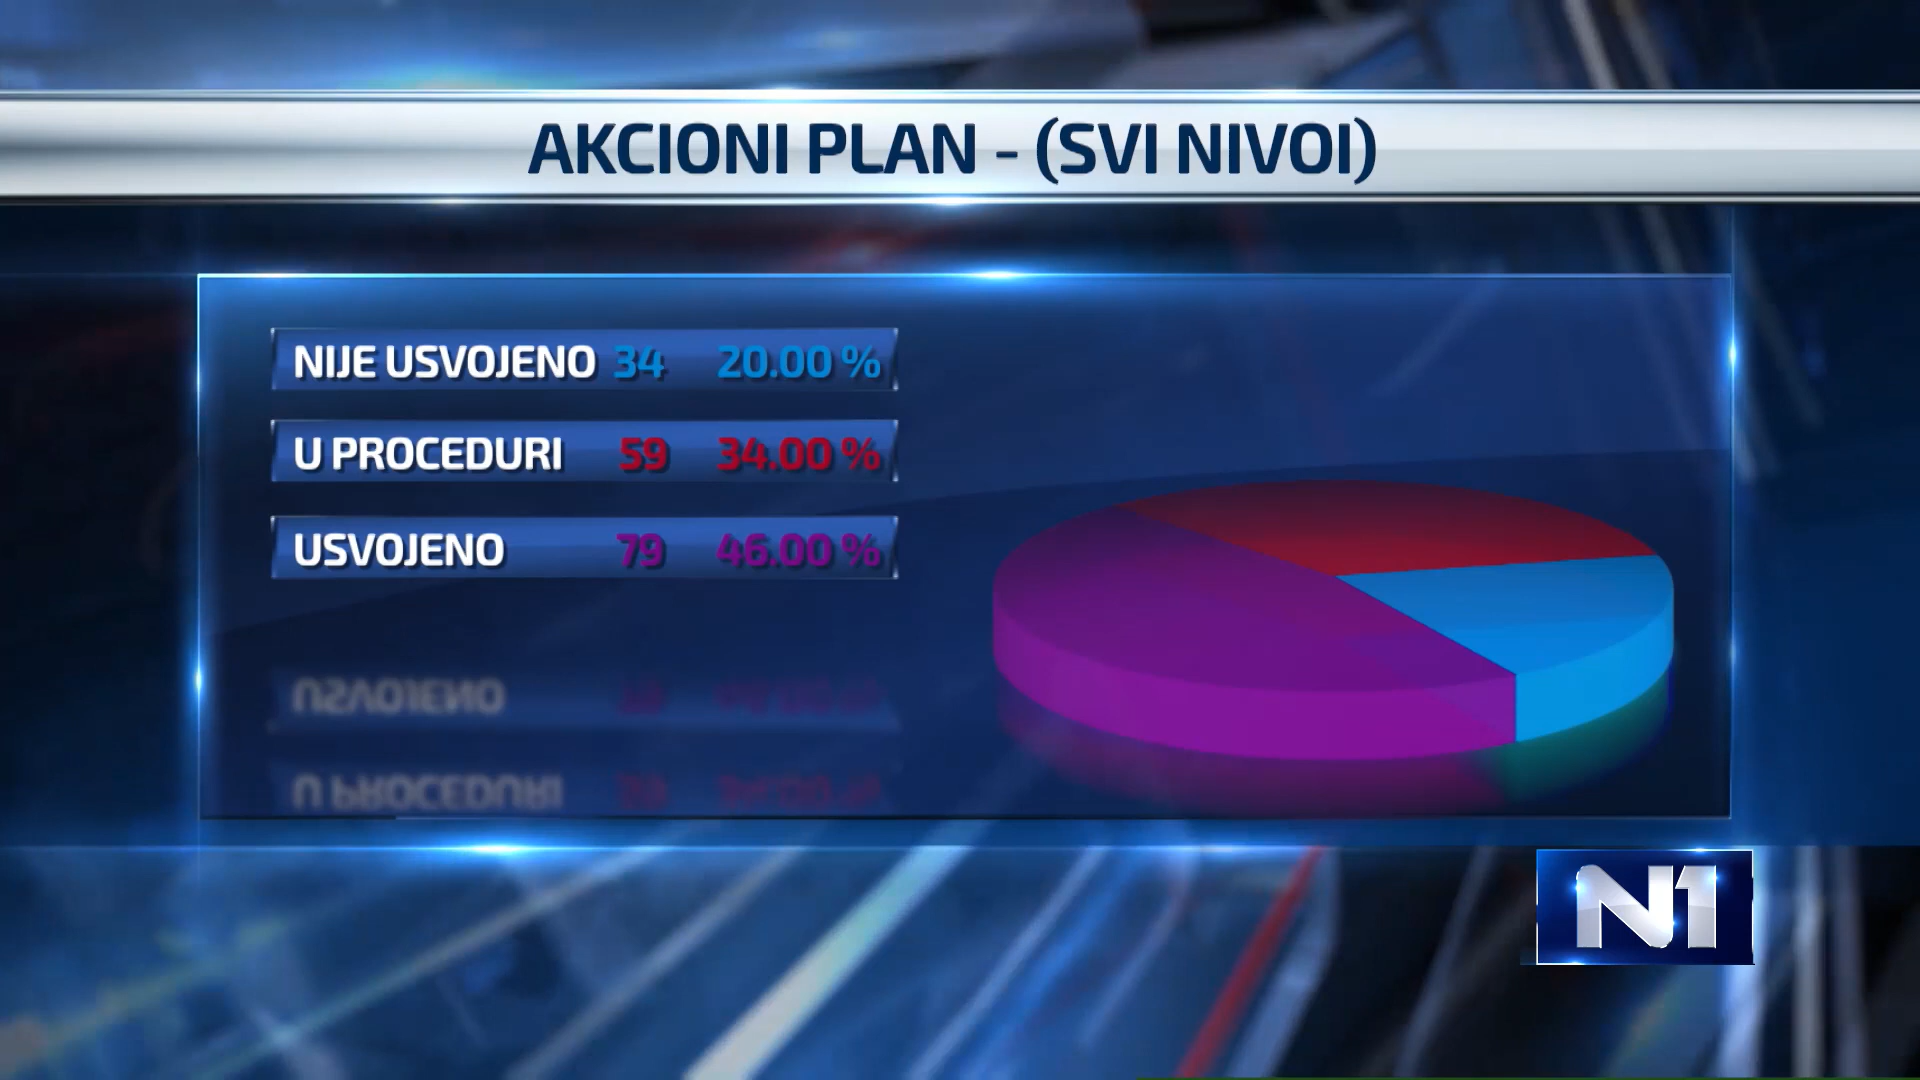 AKCIONI PLAN - (SVI NIVOI)
NIJE USVOJENO 34 20.00 %
U PROCEDURI 59 34.00 %
USVOJENO 79 46.00 %
N1